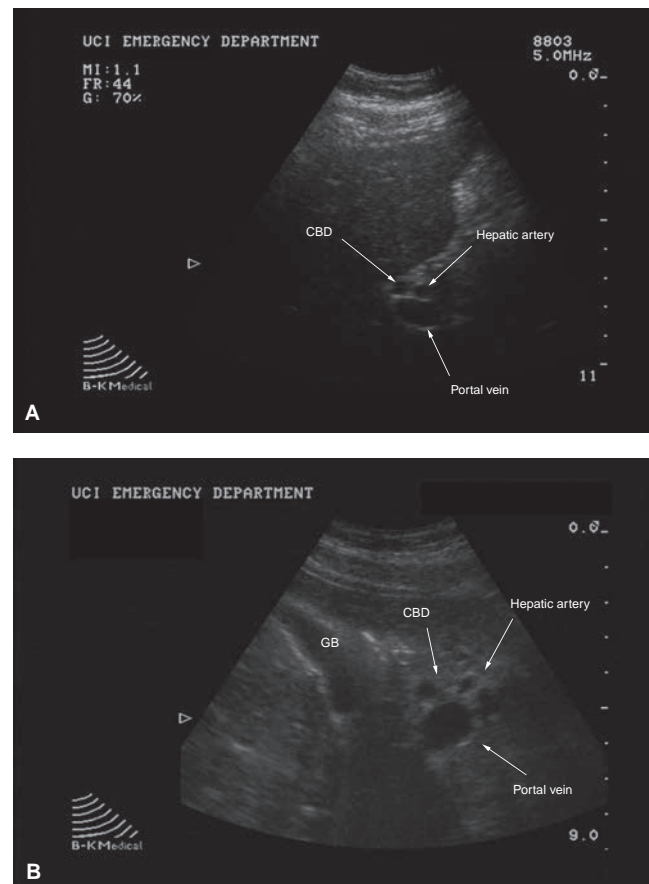 UCI EMERGENCY DEPARTMENT
8803
5.0MHz
MI:1.1
FR:44
G: 70%
0.0
CBD
Hepatic artery
Portal vein
11
B-K Medical
A
UCI EMERGENCY DEPARTMENT
0.0
GB
CBD
Hepatic artery
Portal vein
9.0
B-K Medical
B